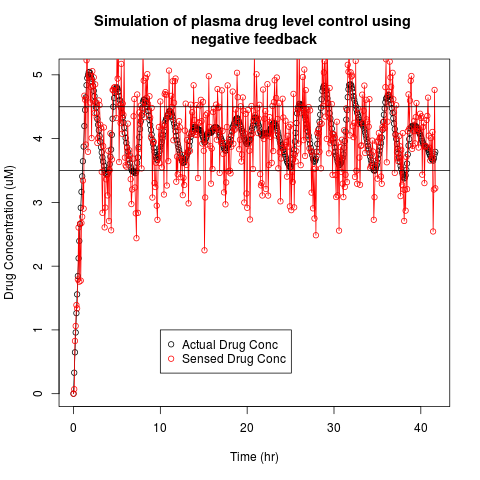 Simulation of plasma drug level control using
negative feedback
Drug Concentration (uM)
5
4
3
2
1
0
Actual Drug Conc
Sensed Drug Conc
0 10 20 30 40
Time (hr)